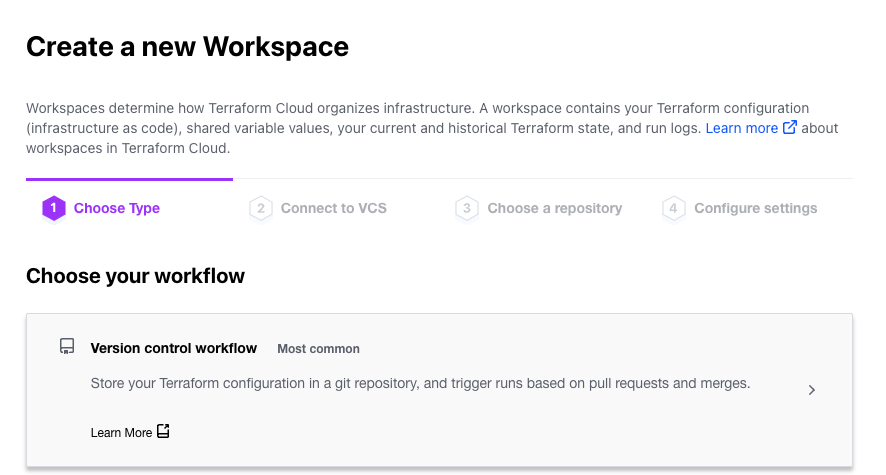 Create a new Workspace
Workspaces determine how Terraform Cloud organizes infrastructure. A workspace contains your Terraform configuration
(infrastructure as code), shared variable values, your current and historical Terraform state, and run logs. Learn more about
workspaces in Terraform Cloud.
1 Choose Type 2 Connect to VCS 3 Choose a repository 4 Configure settings
Choose your workflow
Version control workflow Most common
Store your Terraform configuration in a git repository, and trigger runs based on pull requests and merges.
Learn More